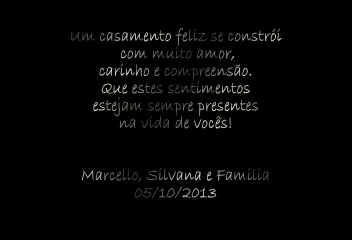 Um casamento feliz se constrói
com muito amor,
carinho e compreensão.
Que estes sentimentos
estejam sempre presentes
na vida de vocês!
Marcello, Silvana e Familia
05/10/2013